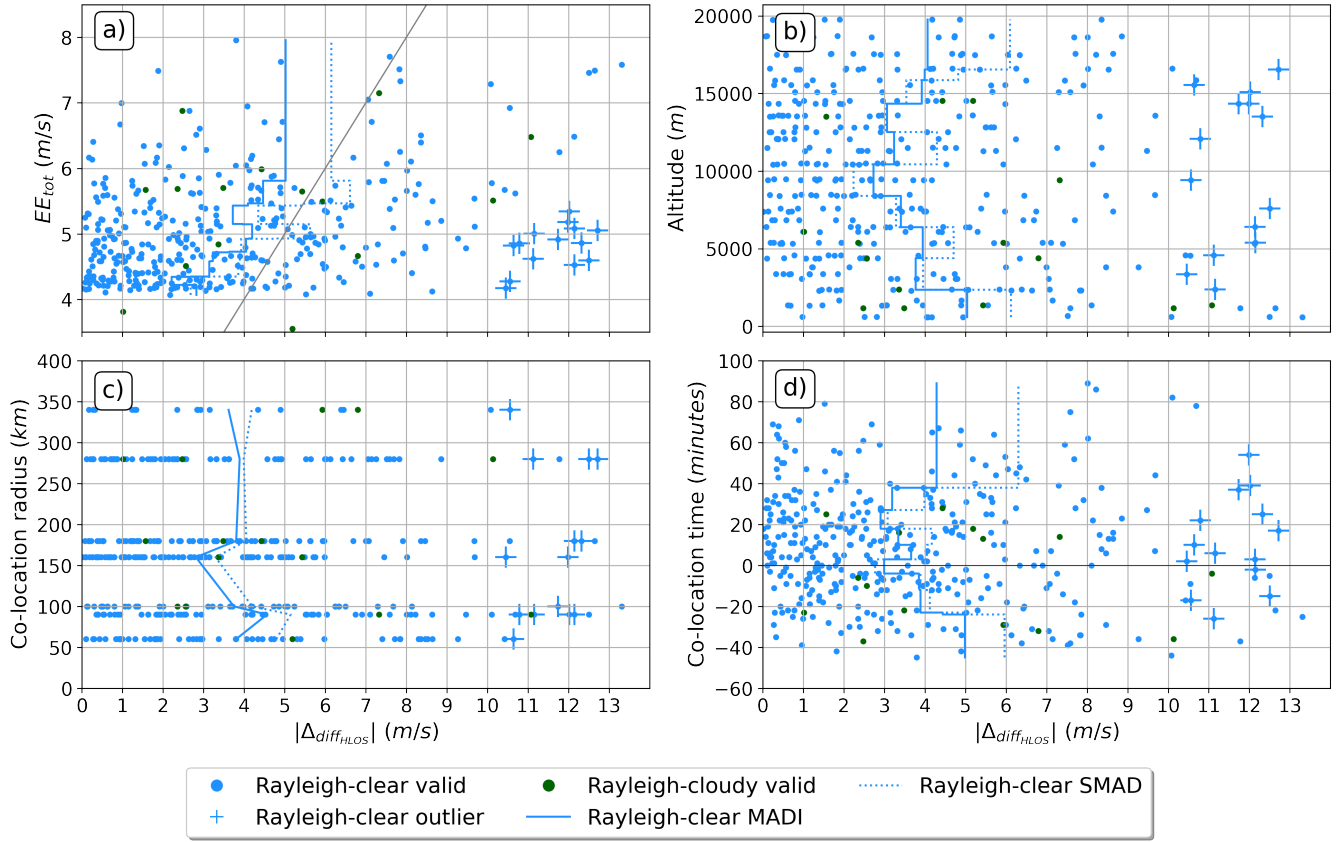 a)
EE_tot (m/s)
8
7
6
5
4
b)
Altitude (m)
20000
15000
10000
5000
0
c)
Co-location radius (km)
400
350
300
250
200
150
100
50
0
0 1 2 3 4 5 6 7 8 9 10 11 12 13
|Δ_diff_HLOS| (m/s)
d)
Co-location time (minutes)
100
80
60
40
20
0
−20
−40
−60
0 1 2 3 4 5 6 7 8 9 10 11 12 13
|Δ_diff_HLOS| (m/s)
Rayleigh-clear valid
Rayleigh-cloudy valid
Rayleigh-clear SMAD
Rayleigh-clear outlier
Rayleigh-clear MADI